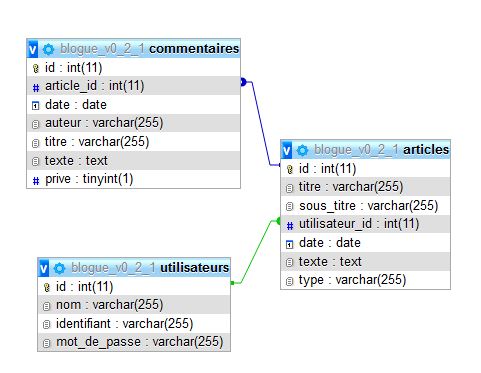 v blogue_v0_2_1 commentaires
id : int(11)
# article_id : int(11)
date : date
auteur : varchar(255)
titre : varchar(255)
texte : text
# prive : tinyint(1)
v blogue_v0_2_1 articles
id : int(11)
titre : varchar(255)
sous_titre : varchar(255)
# utilisateur_id : int(11)
date : date
texte : text
type : varchar(255)
v blogue_v0_2_1 utilisateurs
id : int(11)
nom : varchar(255)
identifiant : varchar(255)
mot_de_passe : varchar(255)